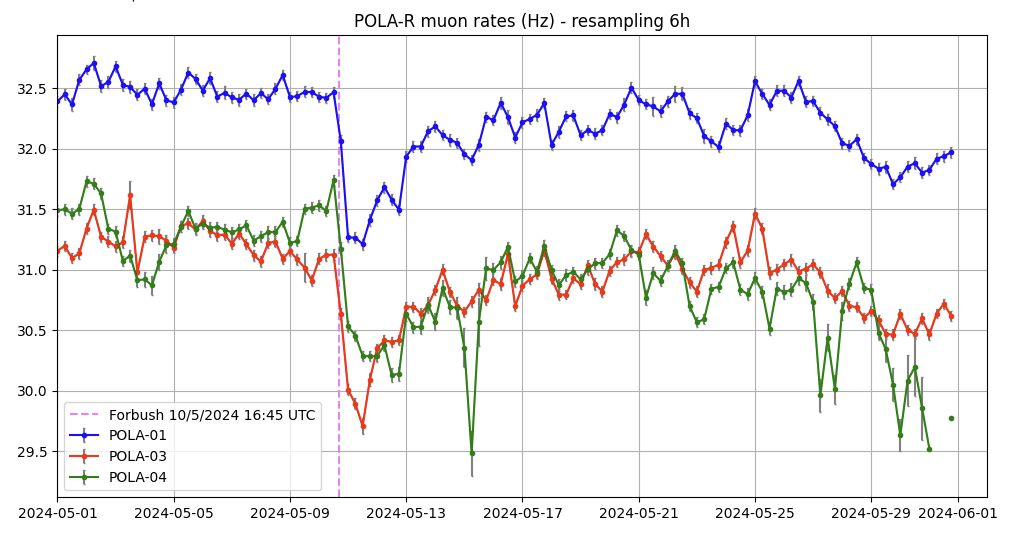 POLA-R muon rates (Hz) - resampling 6h
32.5
32.0
31.5
31.0
30.5
30.0
29.5
Forbush 10/5/2024 16:45 UTC
POLA-01
POLA-03
POLA-04
2024-05-01 2024-05-05 2024-05-09 2024-05-13 2024-05-17 2024-05-21 2024-05-25 2024-05-29 2024-06-01